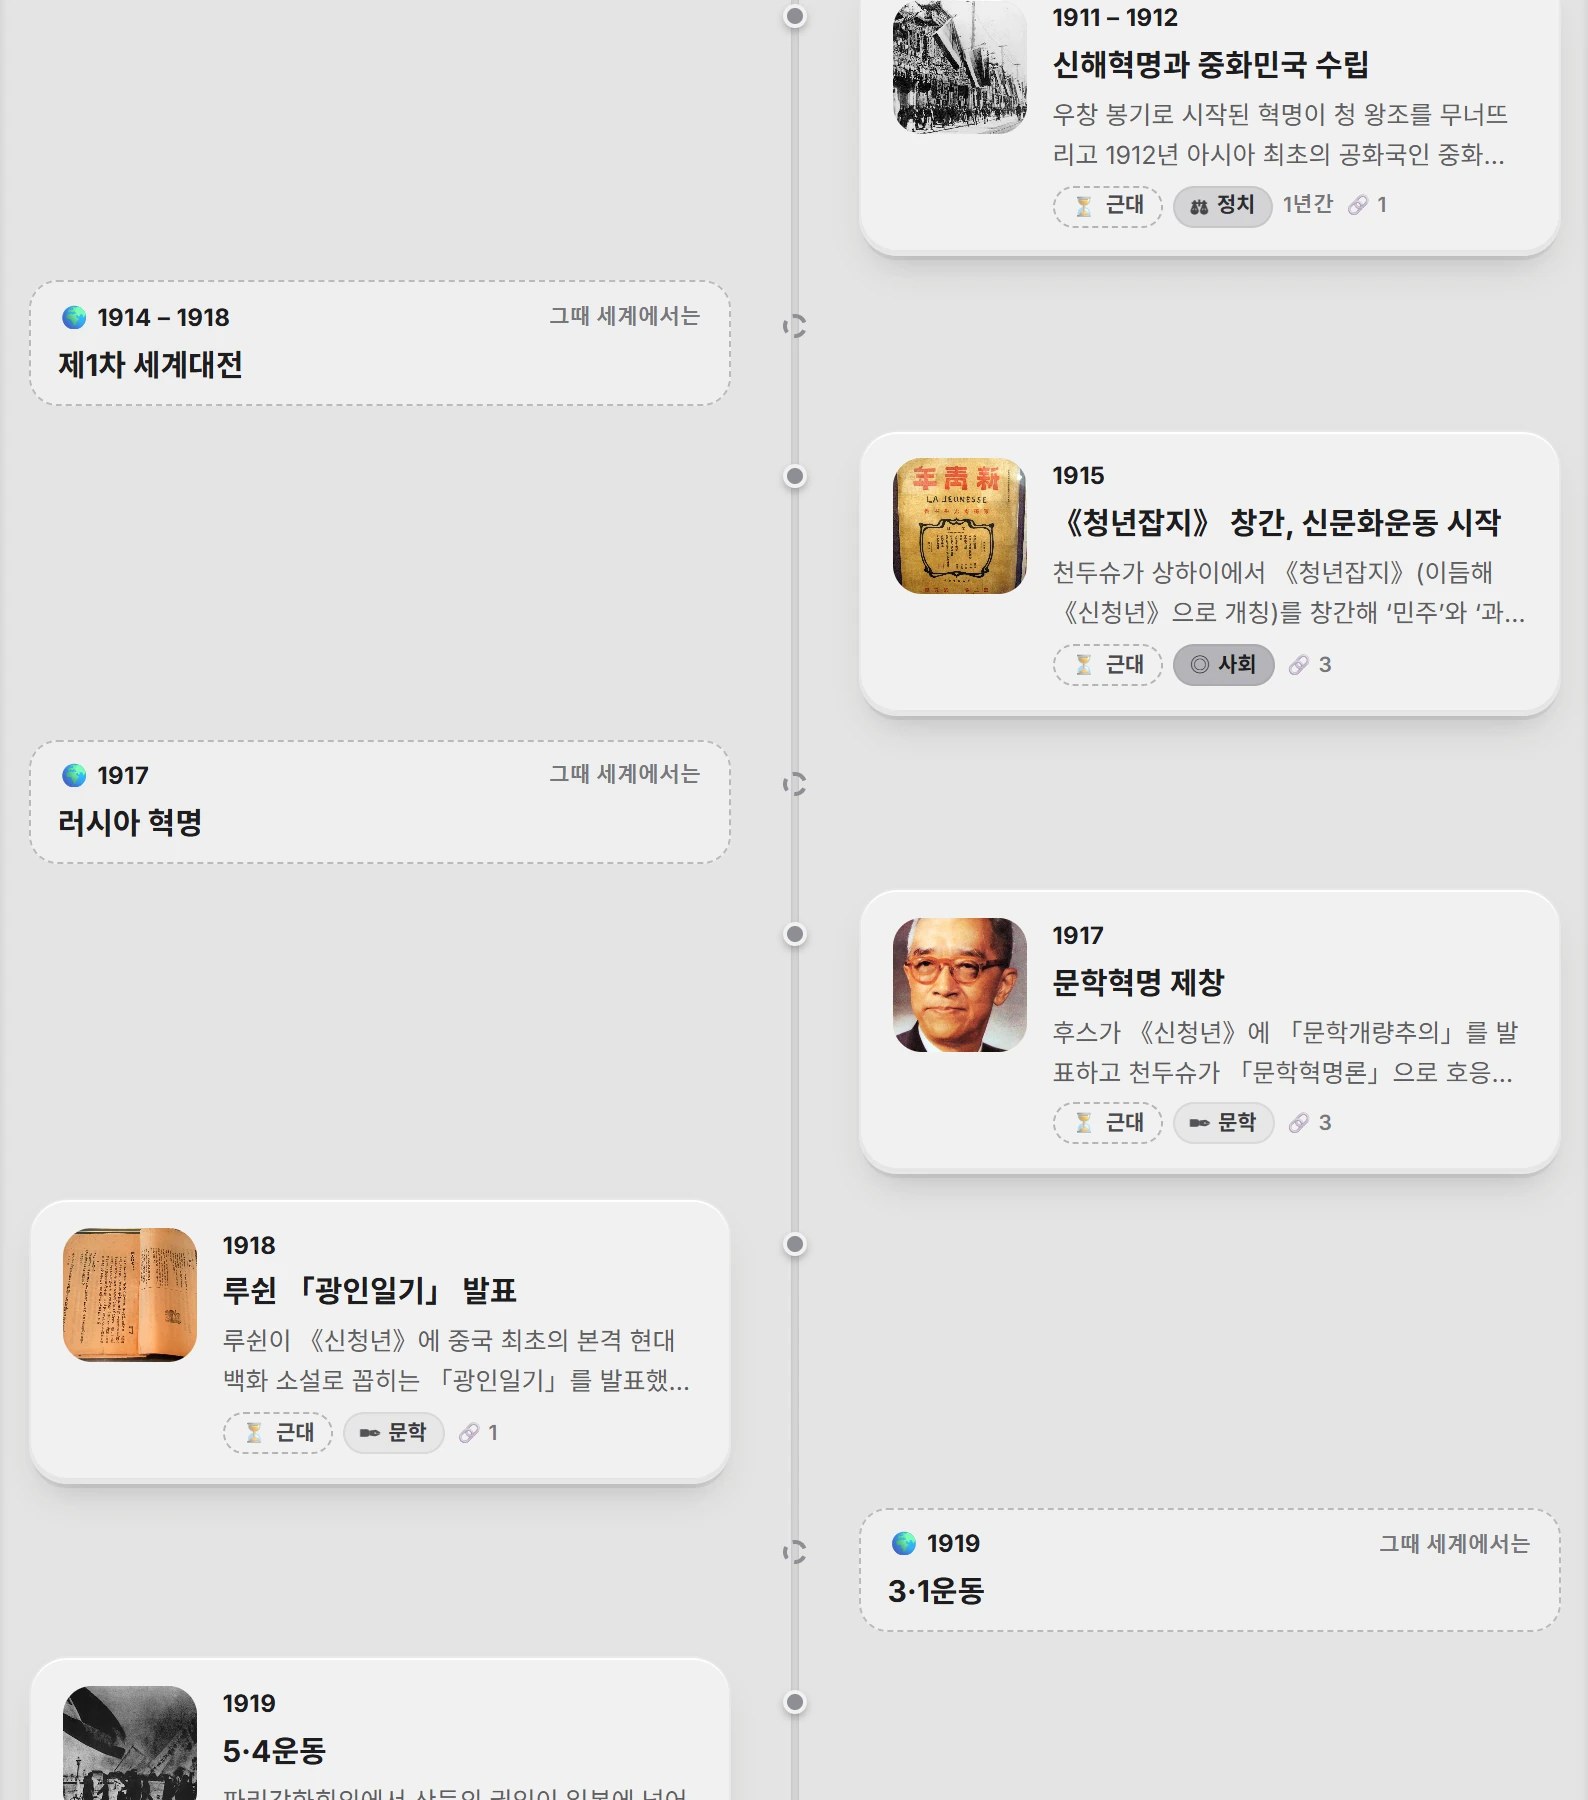 1911 – 1912
신해혁명과 중화민국 수립
우창 봉기로 시작된 혁명이 청 왕조를 무너뜨
리고 1912년 아시아 최초의 공화국인 중화...
근대 정치 1년간 1
1914 – 1918 그때 세계에서는
제1차 세계대전
年青新
LA JEUNESSE
1915
《청년잡지》 창간, 신문화운동 시작
천두슈가 상하이에서 《청년잡지》(이듬해
《신청년》으로 개칭)를 창간해 ‘민주’와 ‘과...
근대 사회 3
1917 그때 세계에서는
러시아 혁명
1917
문학혁명 제창
후스가 《신청년》에 「문학개량추의」를 발
표하고 천두슈가 「문학혁명론」으로 호응...
근대 문학 3
1918
루쉰 「광인일기」 발표
루쉰이 《신청년》에 중국 최초의 본격 현대
백화 소설로 꼽히는 「광인일기」를 발표했...
근대 문학 1
1919 그때 세계에서는
3·1운동
1919
5·4운동